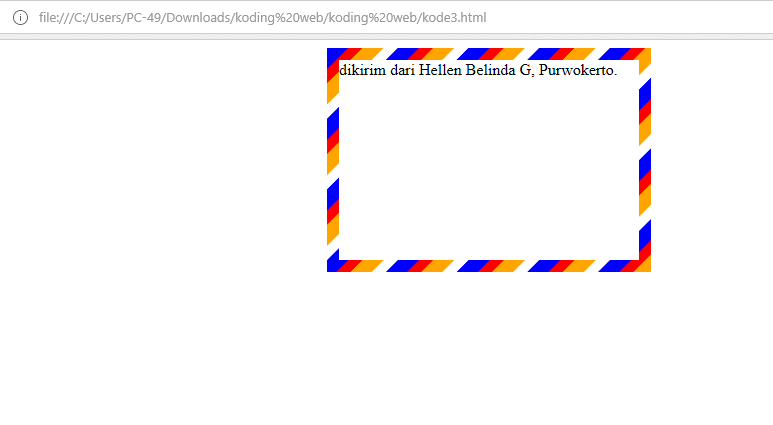 file:///C:/Users/PC-49/Downloads/koding%20web/koding%20web/kode3.html
dikirim dari Hellen Belinda G, Purwokerto.